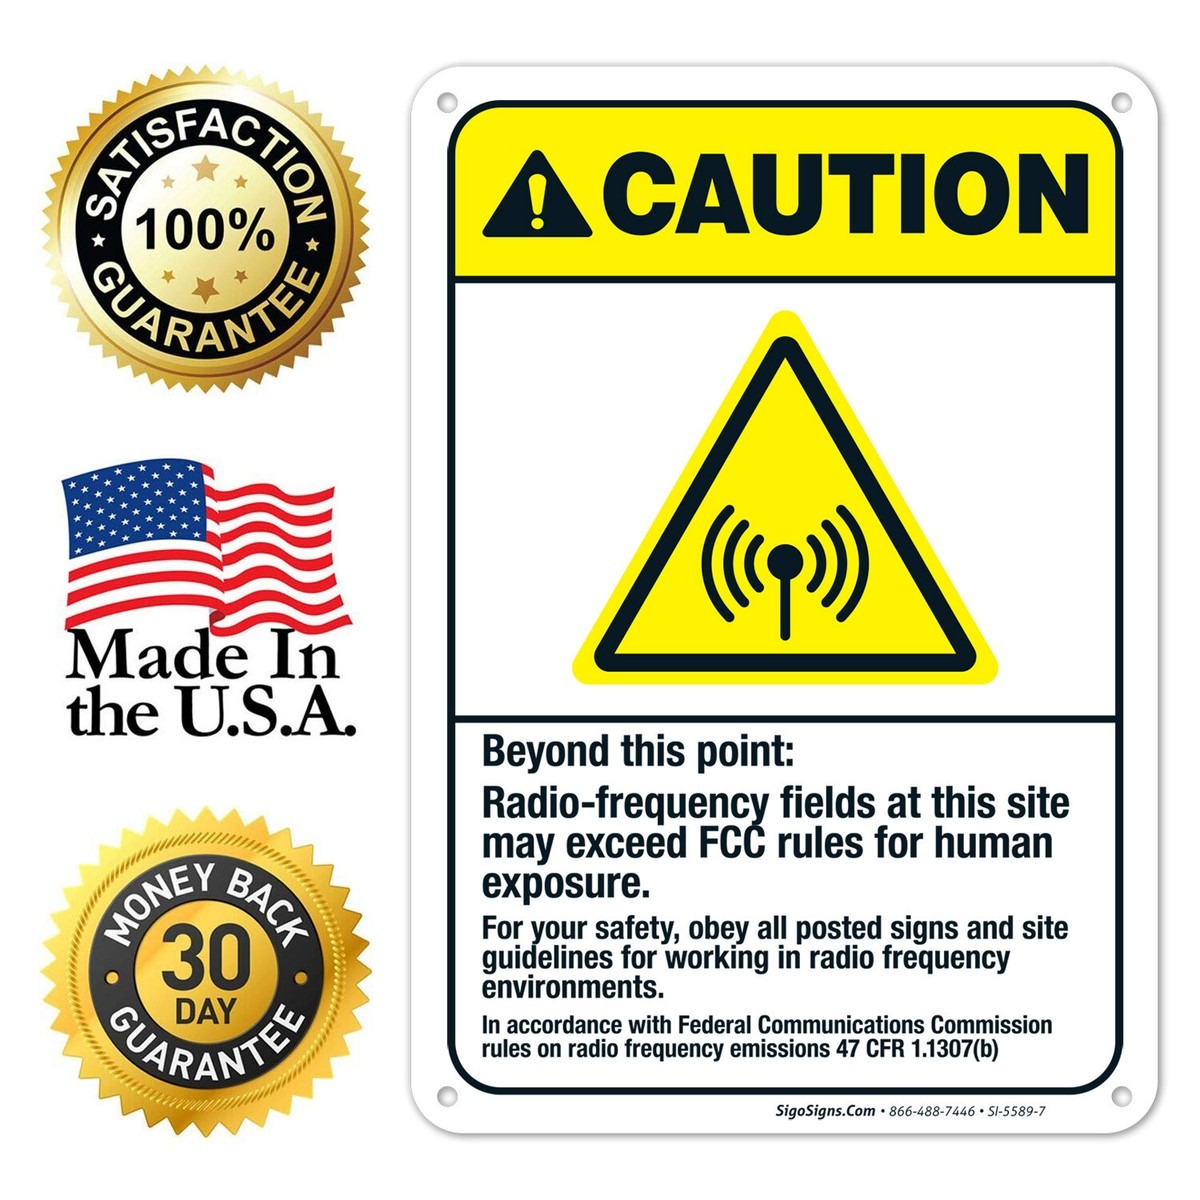 SATISFACTION
100%
GUARANTEE
Made In
the U.S.A.
MONEY BACK
30
DAY
GUARANTEE
CAUTION
Beyond this point:
Radio-frequency fields at this site
may exceed FCC rules for human
exposure.
For your safety, obey all posted signs and site
guidelines for working in radio frequency
environments.
In accordance with Federal Communications Commission
rules on radio frequency emissions 47 CFR 1.1307(b)
SigoSigns.Com • 866-488-7446 • SI-5589-7